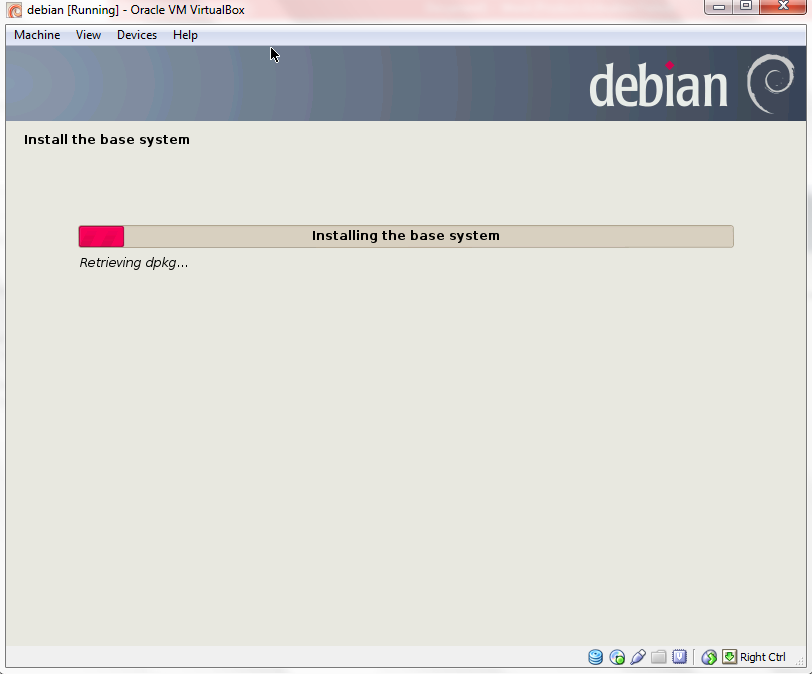 debian [Running] - Oracle VM VirtualBox
Machine View Devices Help
debian
Install the base system
Installing the base system
Retrieving dpkg...
Right Ctrl